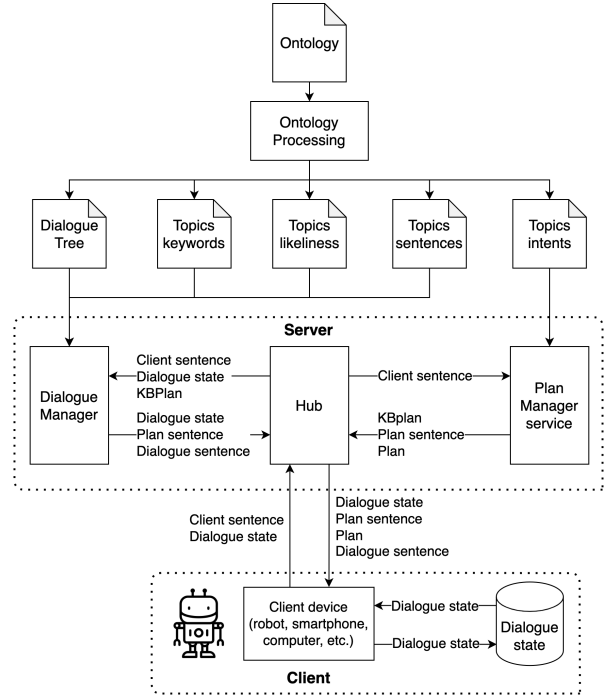 Ontology
Ontology
Processing
Dialogue
Tree
Topics
keywords
Topics
likeliness
Topics
sentences
Topics
intents
Server
Dialogue
Manager
Client sentence
Dialogue state
KBPlan
Dialogue state
Plan sentence
Dialogue sentence
Hub
Client sentence
KBplan
Plan sentence
Plan
Plan
Manager
service
Client sentence
Dialogue state
Dialogue state
Plan sentence
Plan
Dialogue sentence
Client device
(robot, smartphone,
computer, etc.)
Dialogue state
Dialogue state
Dialogue
state
Client